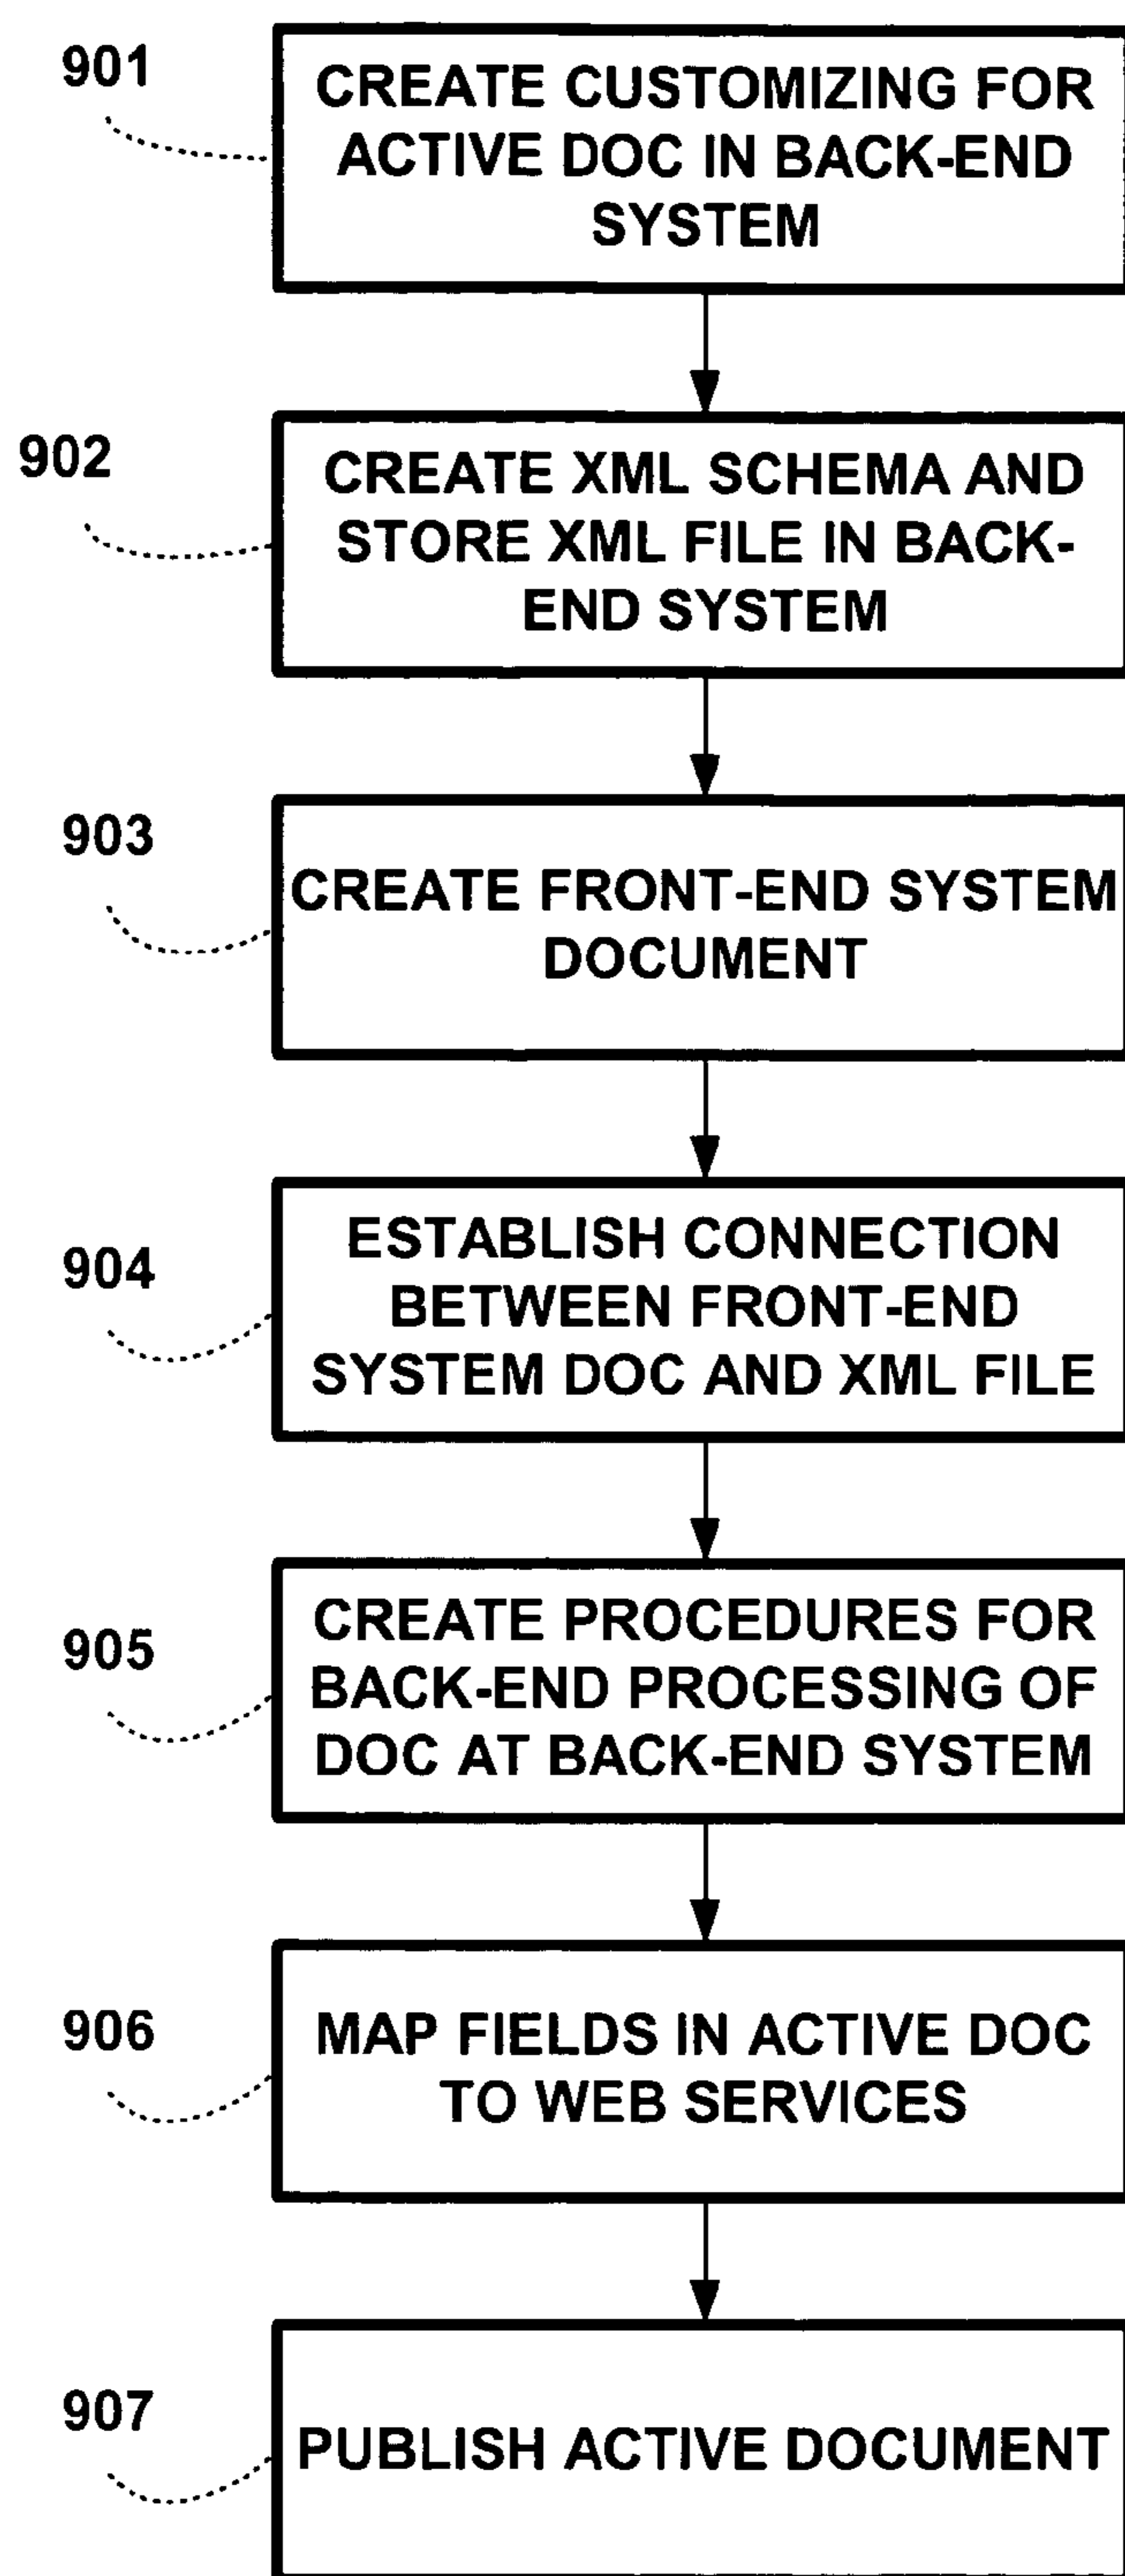 901
CREATE CUSTOMIZING FOR
ACTIVE DOC IN BACK-END
SYSTEM
902
CREATE XML SCHEMA AND
STORE XML FILE IN BACK-
END SYSTEM
903
CREATE FRONT-END SYSTEM
DOCUMENT
904
ESTABLISH CONNECTION
BETWEEN FRONT-END
SYSTEM DOC AND XML FILE
905
CREATE PROCEDURES FOR
BACK-END PROCESSING OF
DOC AT BACK-END SYSTEM
906
MAP FIELDS IN ACTIVE DOC
TO WEB SERVICES
907
PUBLISH ACTIVE DOCUMENT